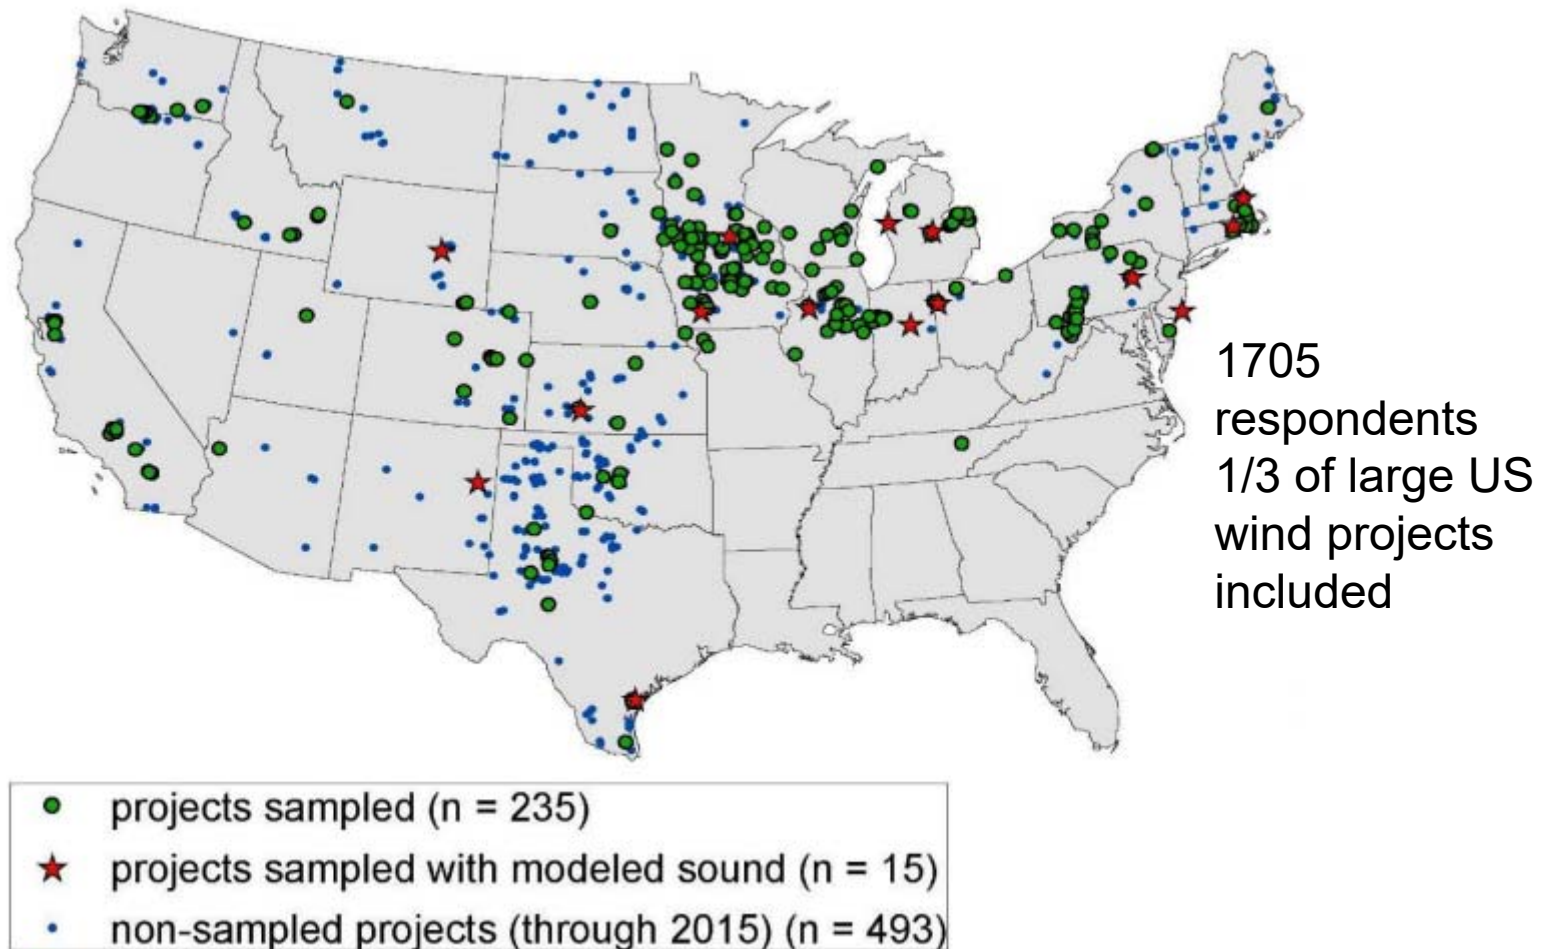 1705
respondents
1/3 of large US
wind projects
included
projects sampled (n = 235)
projects sampled with modeled sound (n = 15)
non-sampled projects (through 2015) (n = 493)